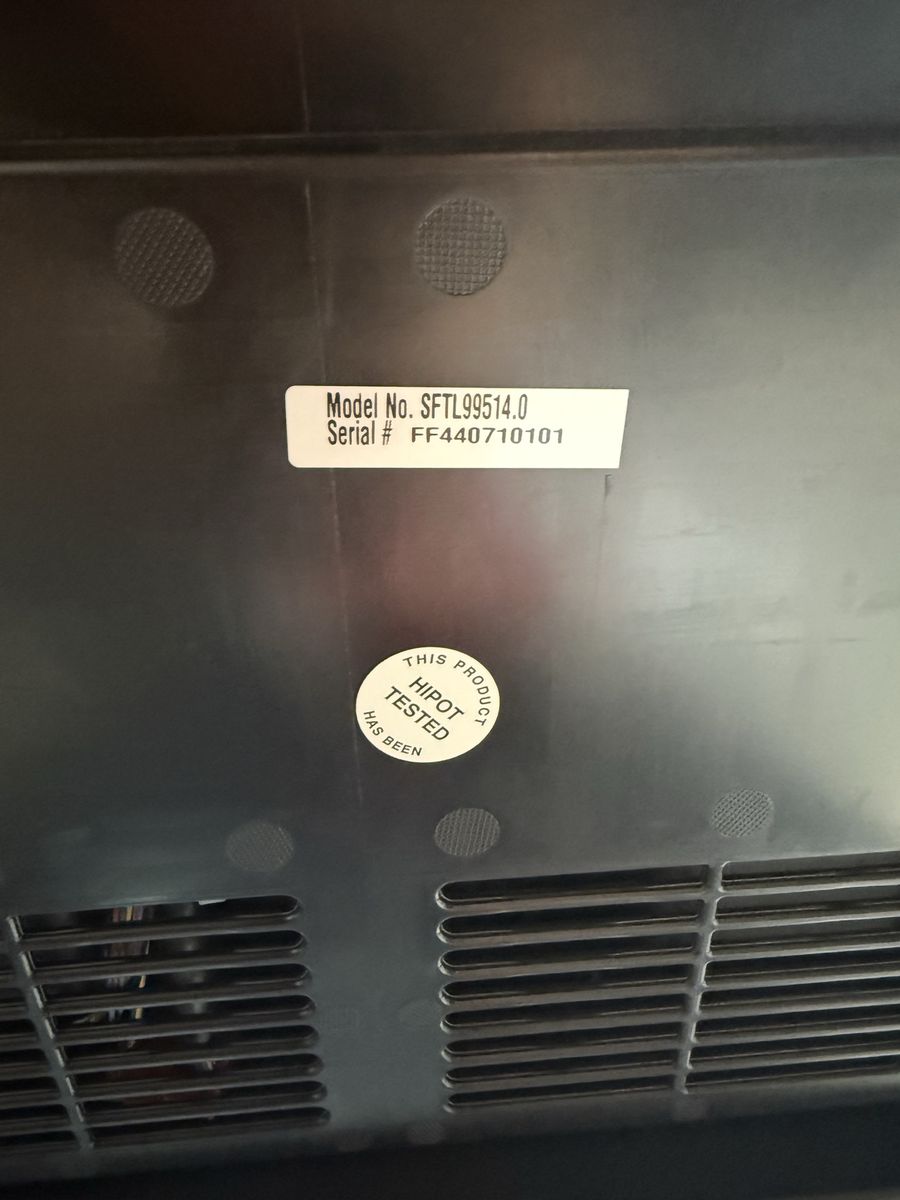 Model No. SFTL99514.0
Serial # FF440710101
THIS PRODUCT
HIPOT
TESTED
HAS BEEN